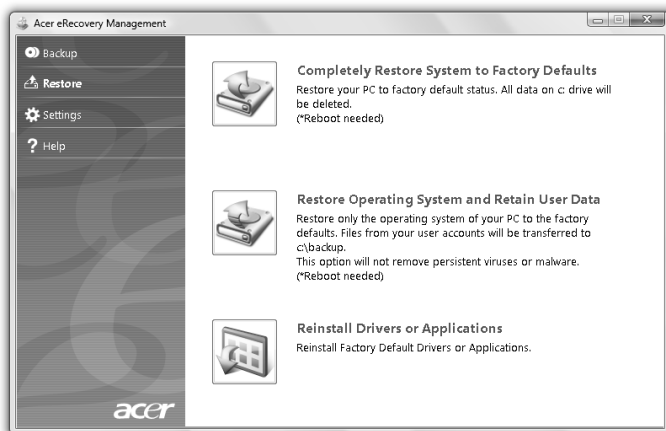 Acer eRecovery Management
Backup
Restore
Settings
Help
Completely Restore System to Factory Defaults
Restore your PC to factory default status. All data on c: drive will
be deleted.
(*Reboot needed)
Restore Operating System and Retain User Data
Restore only the operating system of your PC to the factory
defaults. Files from your user accounts will be transferred to
c:\backup.
This option will not remove persistent viruses or malware.
(*Reboot needed)
Reinstall Drivers or Applications
Reinstall Factory Default Drivers or Applications.
acer